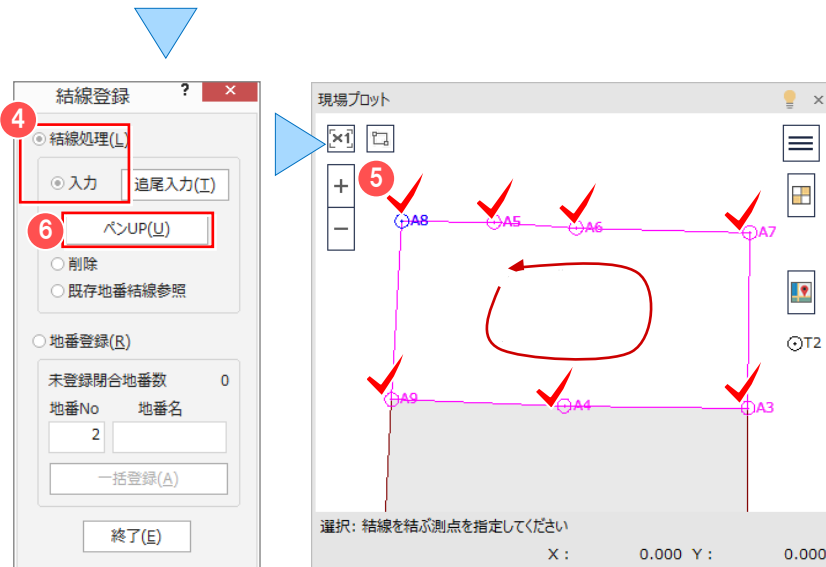 結線登録 ? ×
4
結線処理(L)
入力 追尾入力(T)
6
ペンUP(U)
削除
既存地番結線参照
地番登録(R)
未登録閉合地番数 0
地番No 地番名
2
一括登録(A)
終了(E)
現場プロット ×
×1
+
5
−
A8 A5 A6 A7
T2
A9 A4 A3
選択: 結線を結ぶ測点を指定してください
X : 0.000 Y : 0.000